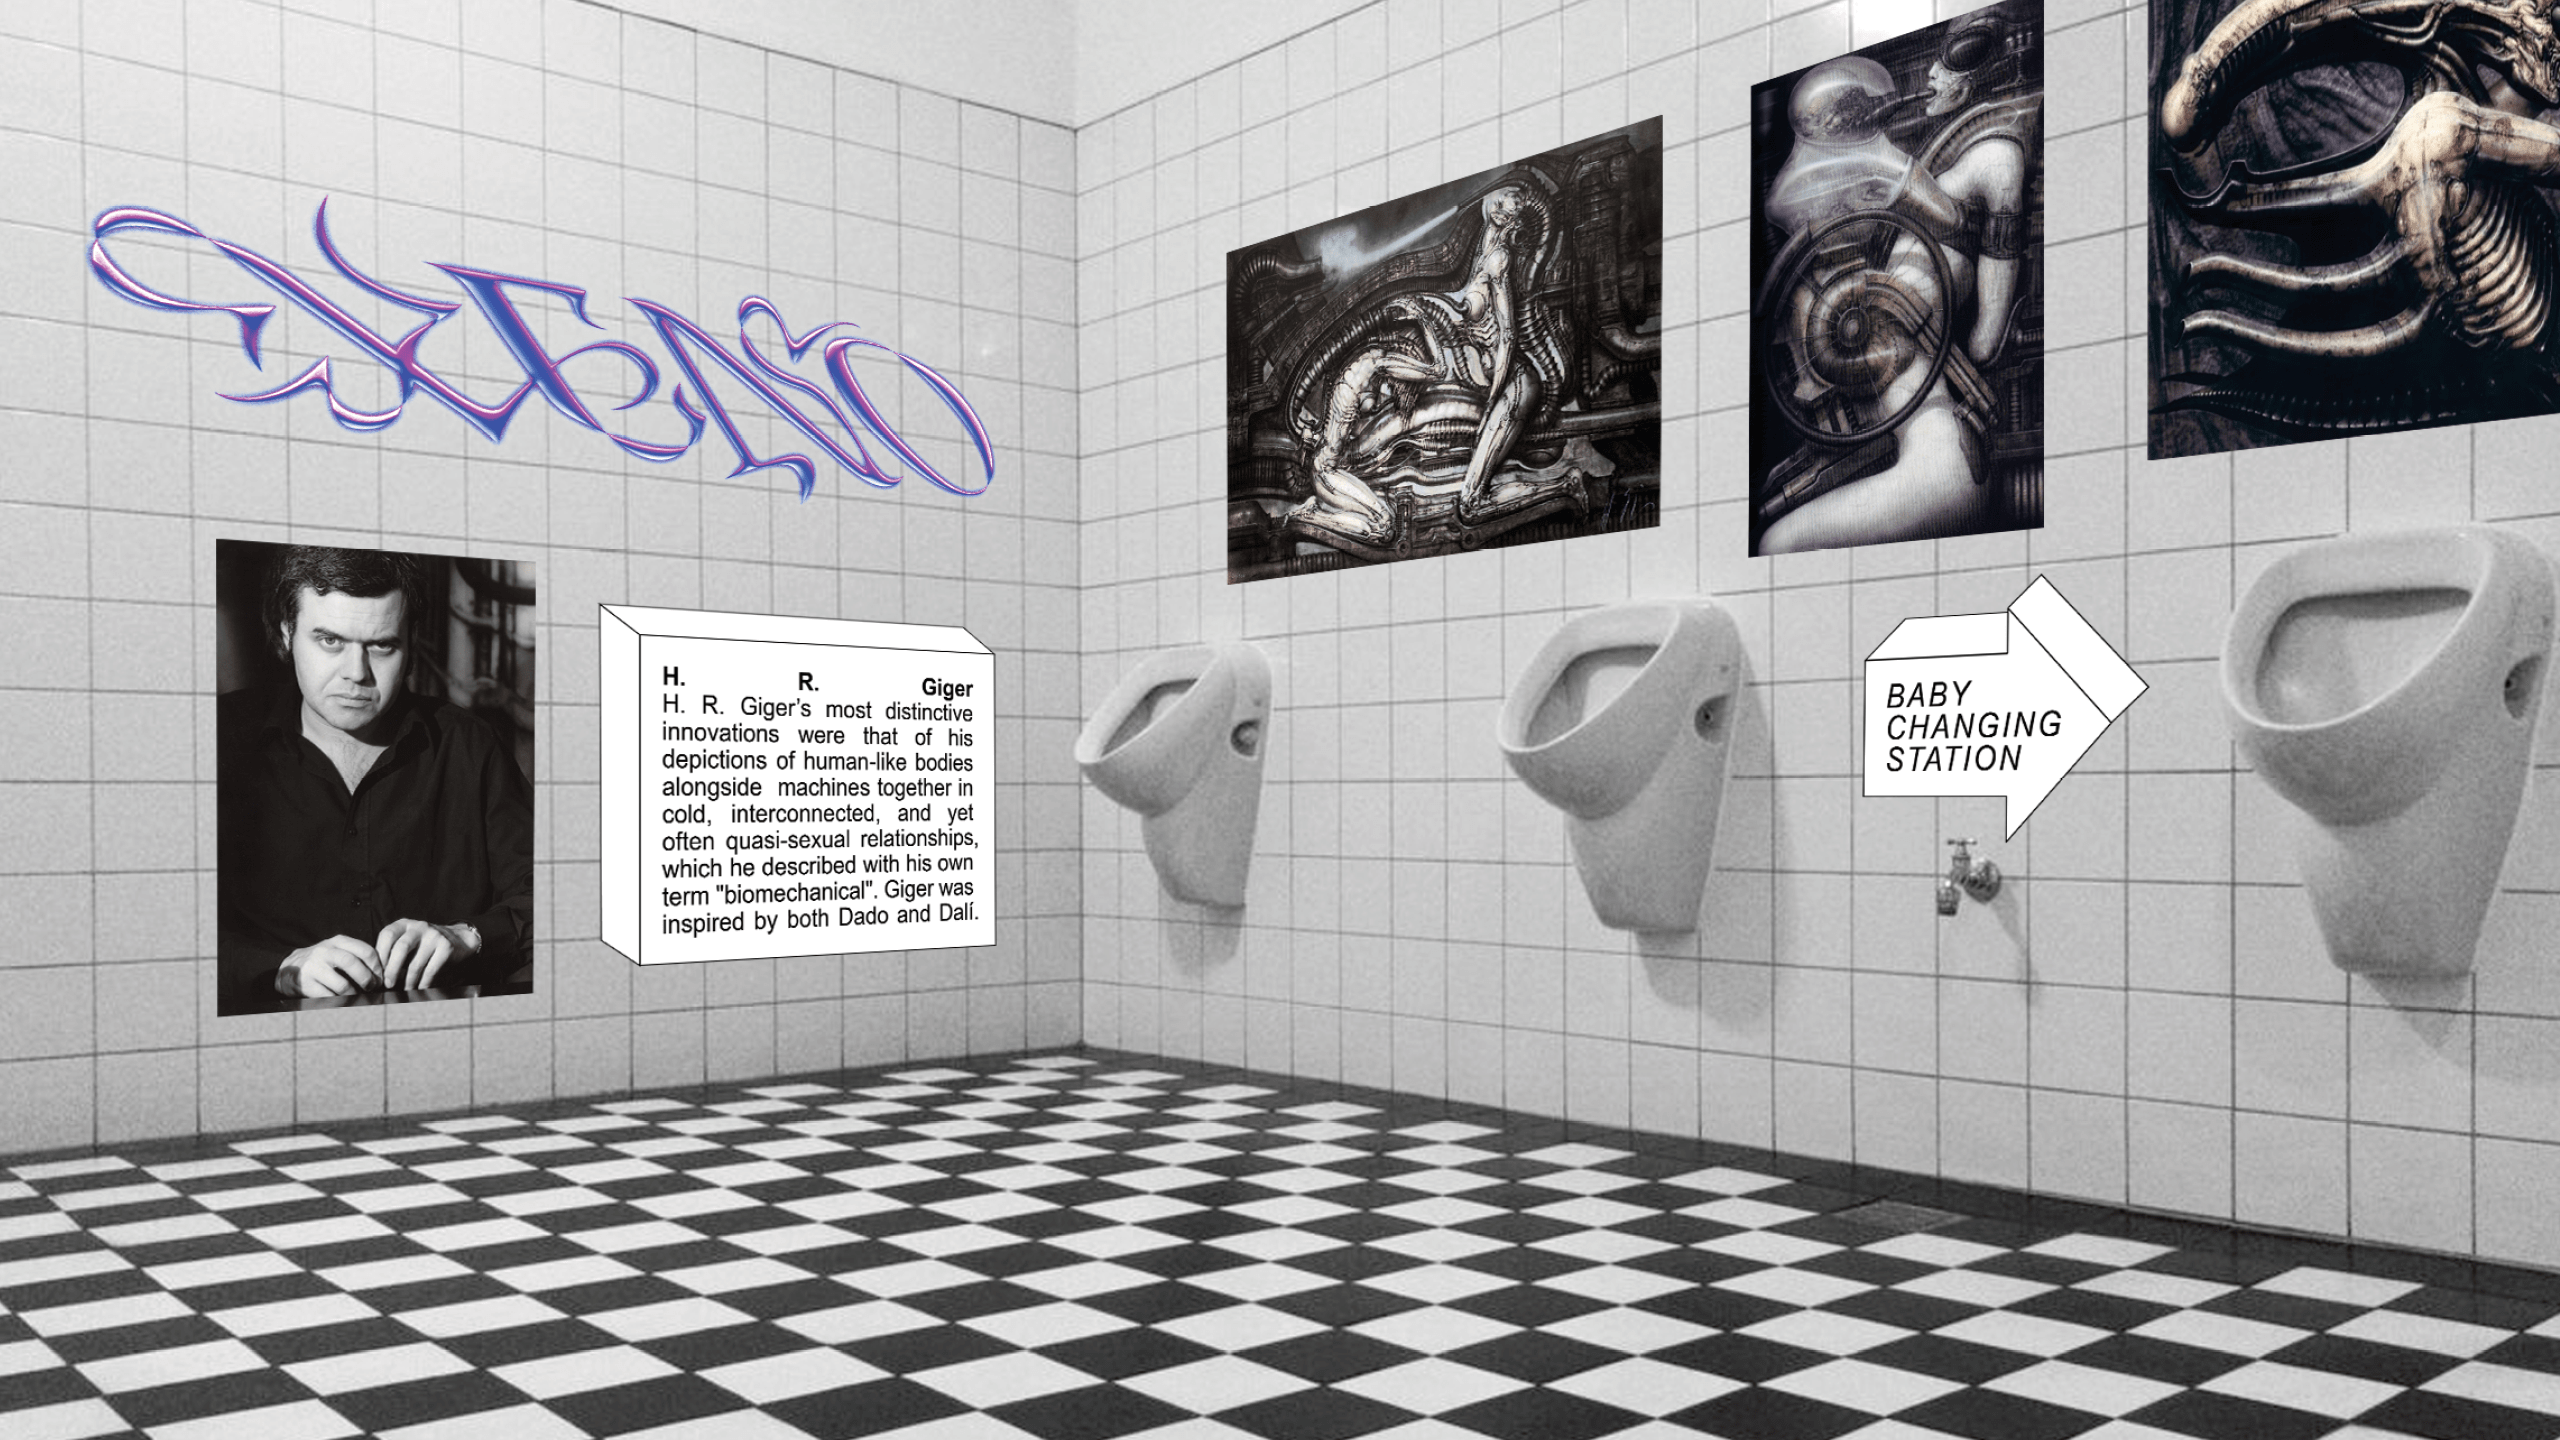 H. R. Giger
H. R. Giger's most distinctive
innovations were that of his
depictions of human-like bodies
alongside machines together in
cold, interconnected, and yet
often quasi-sexual relationships,
which he described with his own
term "biomechanical". Giger was
inspired by both Dado and Dalí.
BABY
CHANGING
STATION